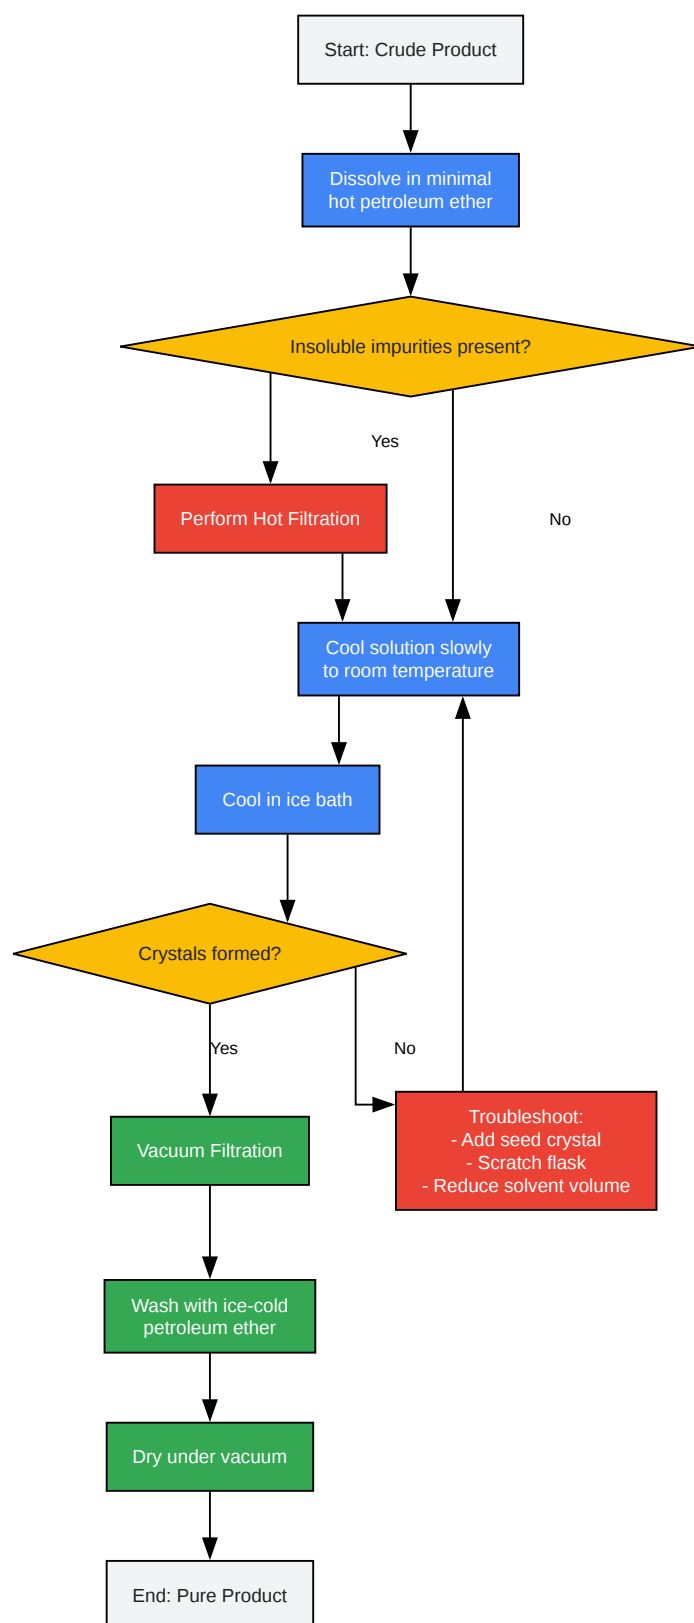 Start: Crude Product
Dissolve in minimal
hot petroleum ether
Insoluble impurities present?
Yes
Perform Hot Filtration
No
Cool solution slowly
to room temperature
Cool in ice bath
Crystals formed?
Yes
No
Troubleshoot:
- Add seed crystal
- Scratch flask
- Reduce solvent volume
Vacuum Filtration
Wash with ice-cold
petroleum ether
Dry under vacuum
End: Pure Product